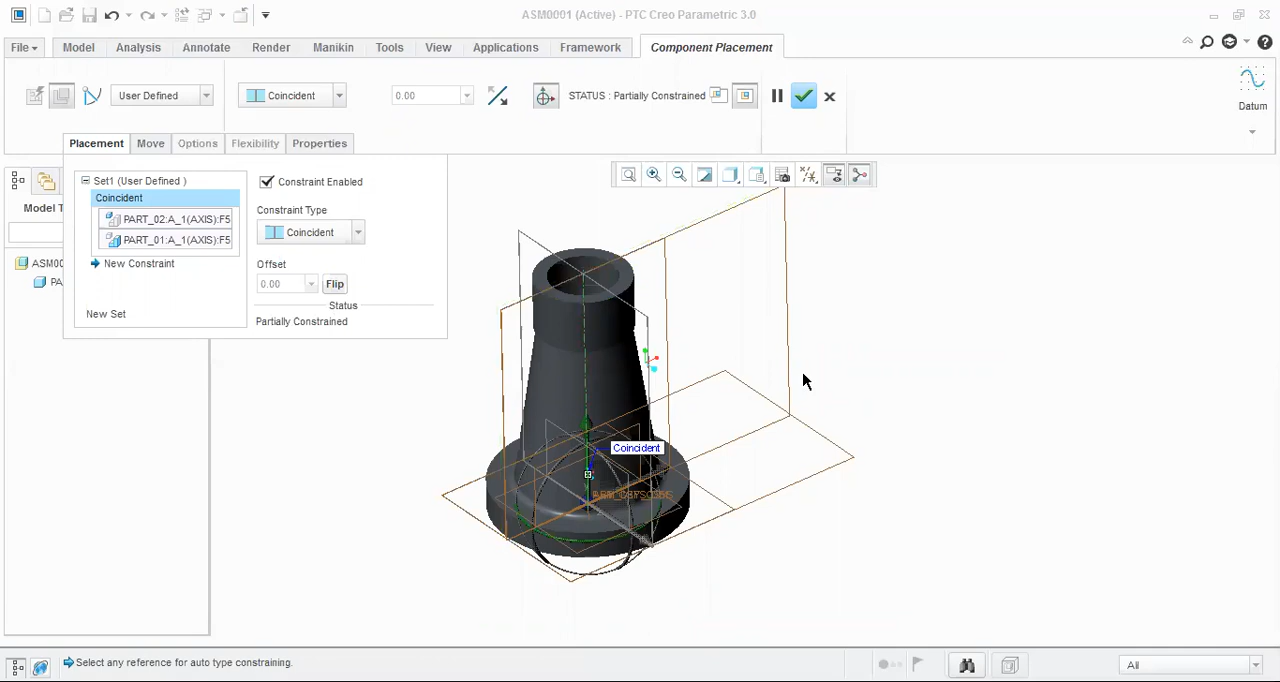 ASM0001 (Active) - PTC Creo Parametric 3.0
File Model Analysis Annotate Render Manikin Tools View Applications Framework Component Placement
User Defined Coincident 0.00 STATUS : Partially Constrained
Datum
Placement Move Options Flexibility Properties
Set1 (User Defined )
Coincident
PART_02:A_1(AXIS):F5
PART_01:A_1(AXIS):F5
New Constraint
New Set
Constraint Enabled
Constraint Type
Coincident
Offset
0.00 Flip
Status
Partially Constrained
Model T
ASM00
PA
Coincident
Select any reference for auto type constraining.
All